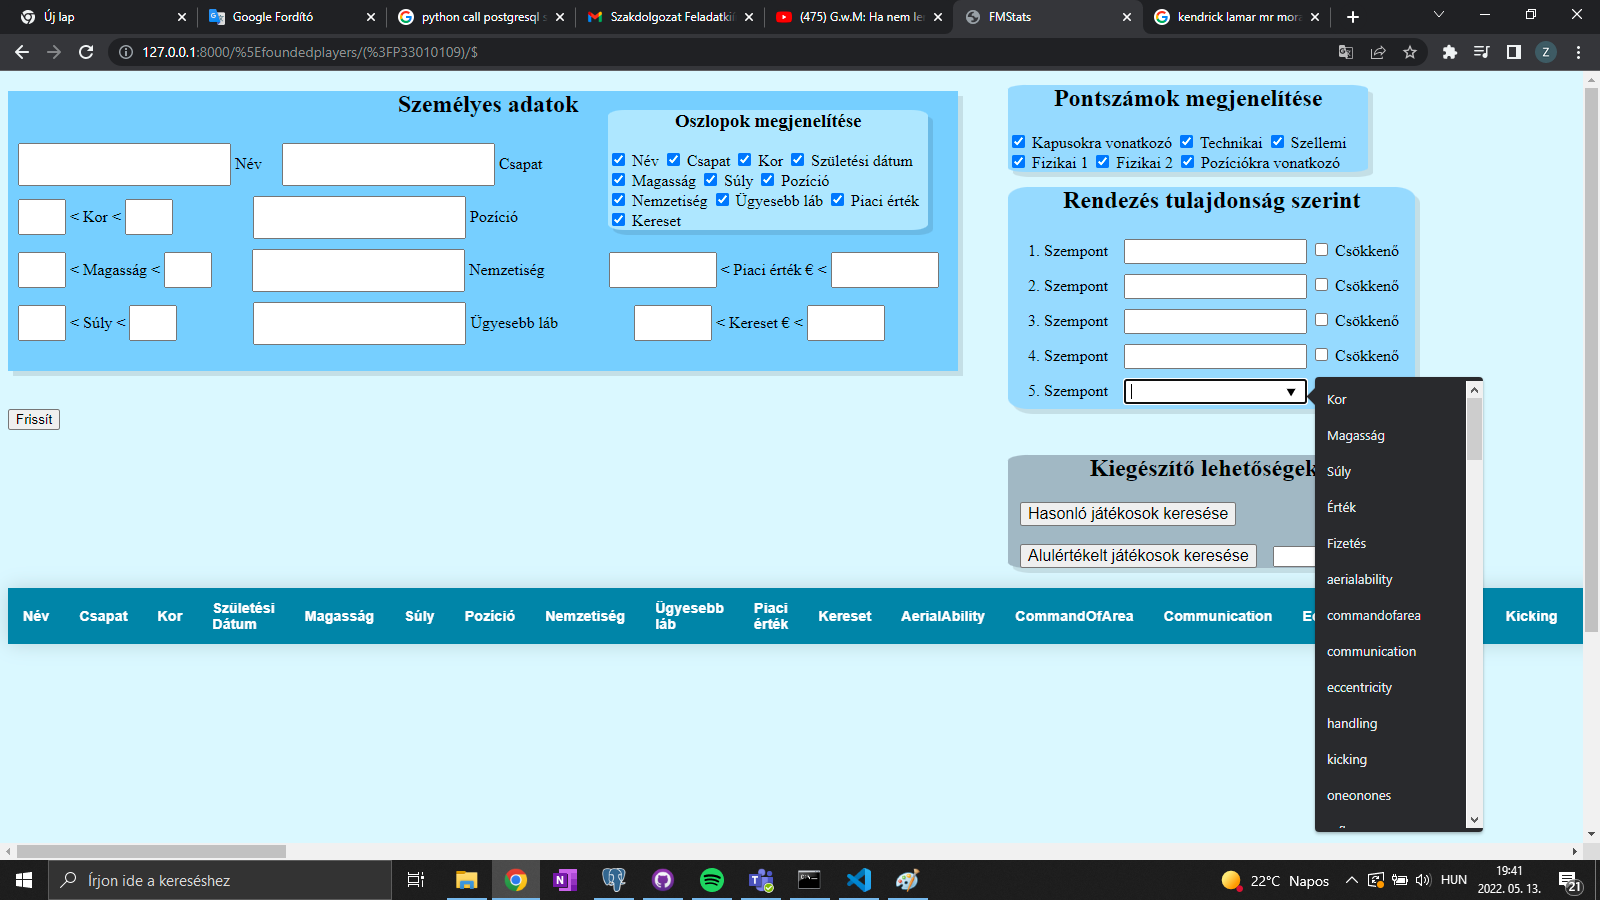 Új lap
Google Fordító
python call postgresql s
Szakdolgozat Feladatki
(475) G.w.M: Ha nem le
FMStats
kendrick lamar mr mora
127.0.0.1:8000/%5Efoundedplayers/(%3FP33010109)/$
Z
Személyes adatok
Név
Csapat
< Kor <
Pozíció
< Magasság <
Nemzetiség
< Piaci érték € <
< Súly <
Ügyesebb láb
< Kereset € <
Oszlopok megjelenítése
Név Csapat Kor Születési dátum
Magasság Súly Pozíció
Nemzetiség Ügyesebb láb Piaci érték
Kereset
Frissít
Pontszámok megjelenítése
Kapusokra vonatkozó Technikai Szellemi
Fizikai 1 Fizikai 2 Pozíciókra vonatkozó
Rendezés tulajdonság szerint
1. Szempont Csökkenő
2. Szempont Csökkenő
3. Szempont Csökkenő
4. Szempont Csökkenő
5. Szempont
Kor
Magasság
Súly
Érték
Fizetés
aerialability
commandofarea
communication
eccentricity
handling
kicking
oneonones
Kiegészítő lehetőségek
Hasonló játékosok keresése
Alulértékelt játékosok keresése
Név Csapat Kor Születési Dátum Magasság Súly Pozíció Nemzetiség Ügyesebb láb Piaci érték Kereset AerialAbility CommandOfArea Communication Kicking
Írjon ide a kereséshez
22°C Napos
HUN
19:41
2022. 05. 13.
21